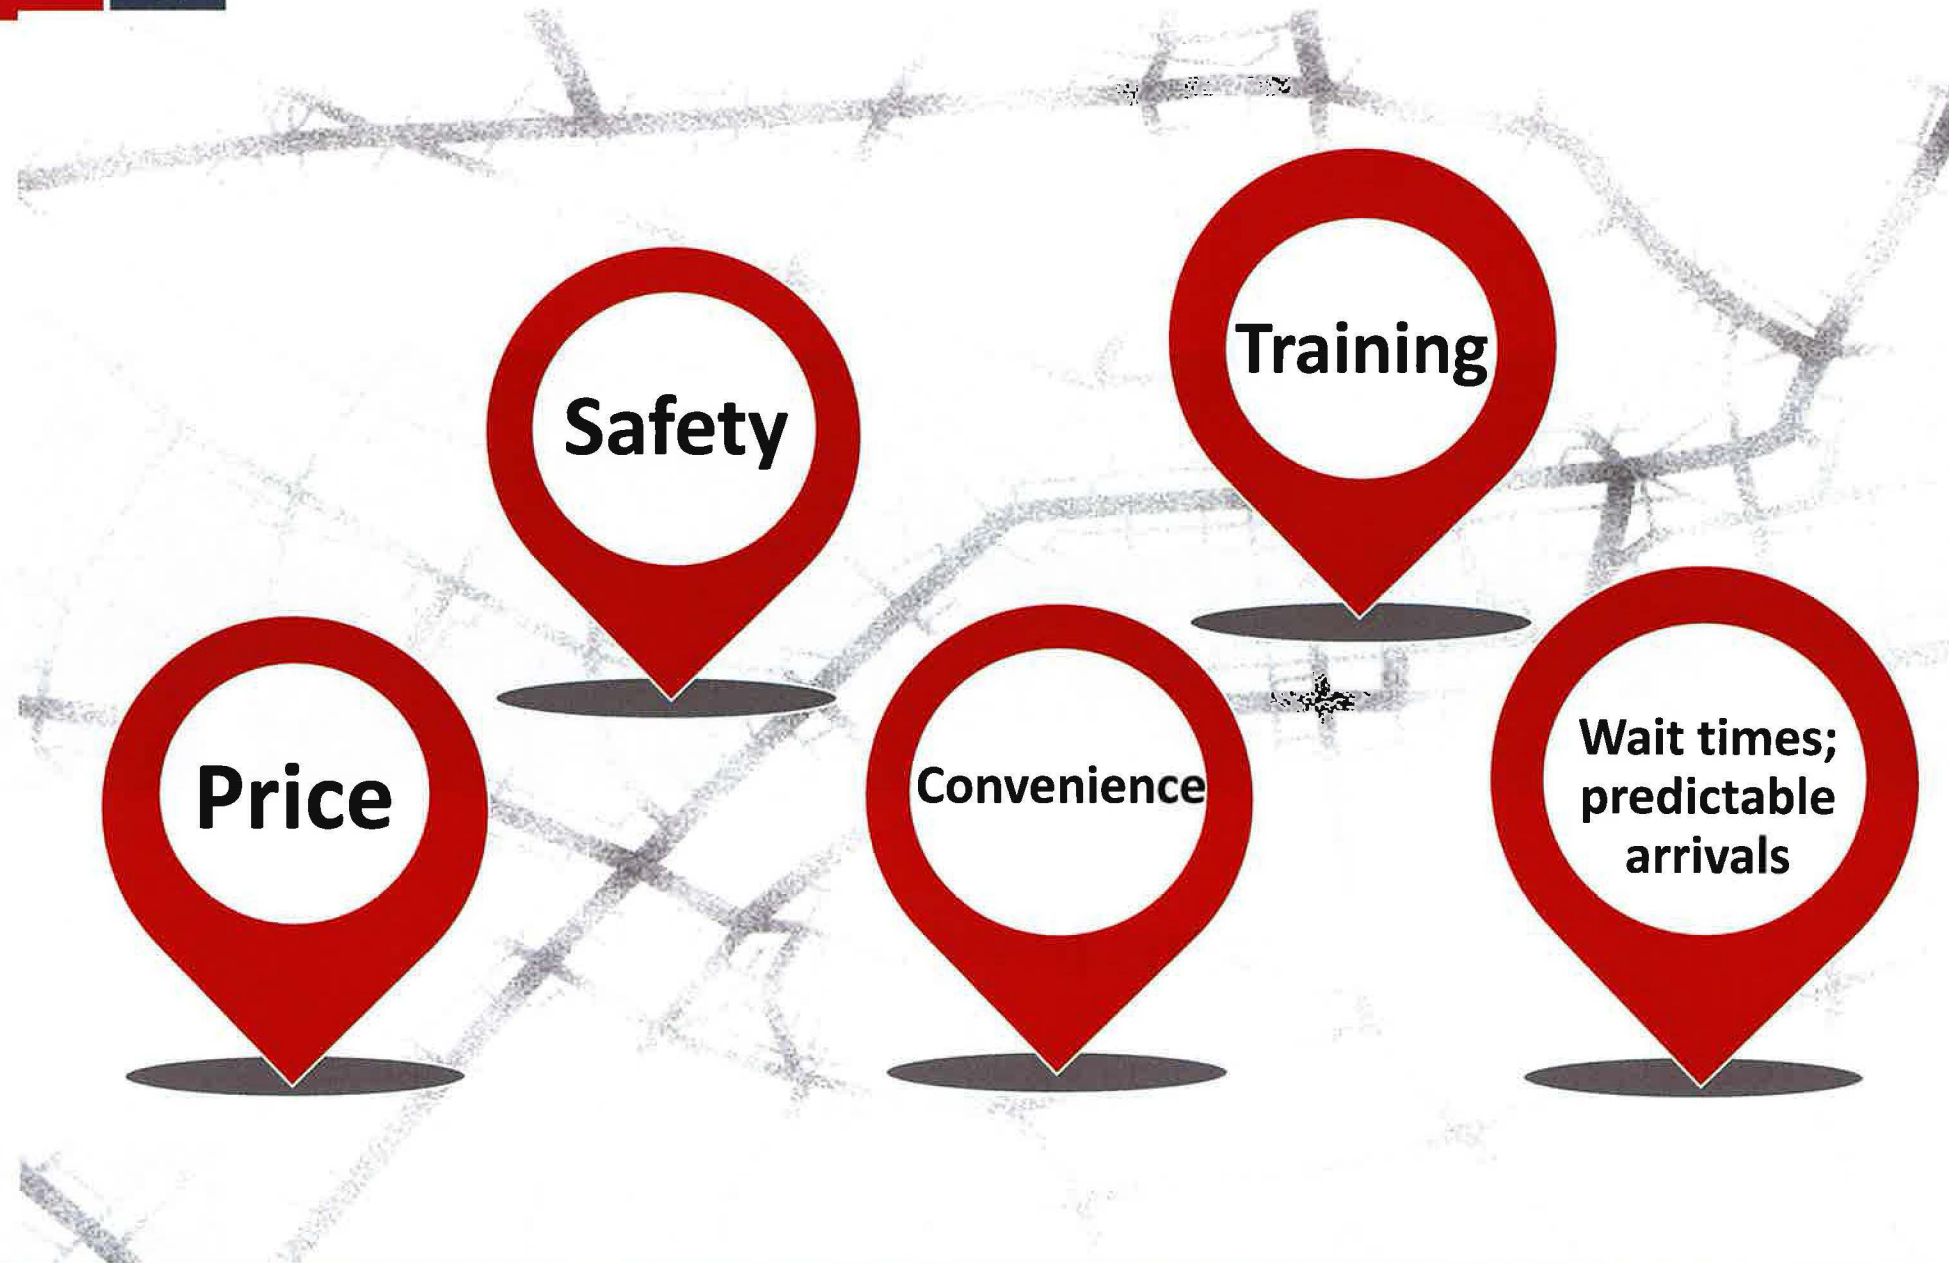 Training
Safety
Price
Convenience
Wait times;
predictable
arrivals